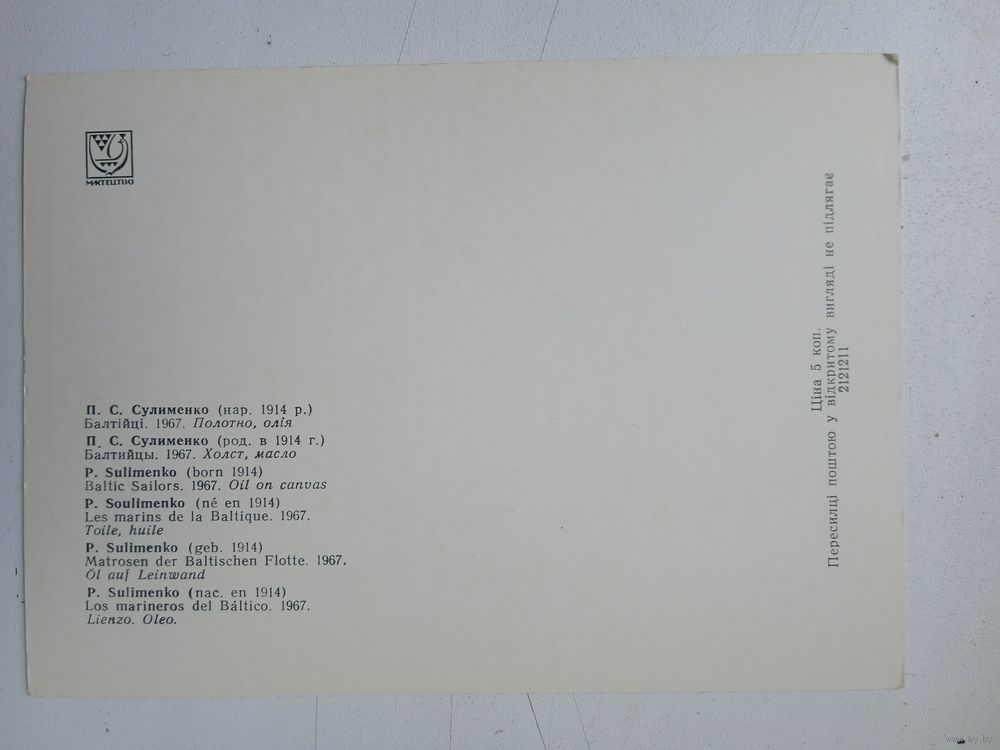 МИСТЕЦТВО
П. С. Сулименко (нар. 1914 р.)
Балтійці. 1967. Полотно, олія
П. С. Сулименко (род. в 1914 г.)
Балтийцы. 1967. Холст, масло
P. Sulimenko (born 1914)
Baltic Sailors. 1967. Oil on canvas
P. Soulimenko (né en 1914)
Les marins de la Baltique. 1967.
Toile, huile
P. Sulimenko (geb. 1914)
Matrosen der Baltischen Flotte. 1967.
Öl auf Leinwand
P. Sulimenko (nac. en 1914)
Los marineros del Báltico. 1967.
Lienzo. Oleo.
Ціна 5 коп.
Пересилці поштою у відкритому вигляді не підлягає
2121211
www.ay.by